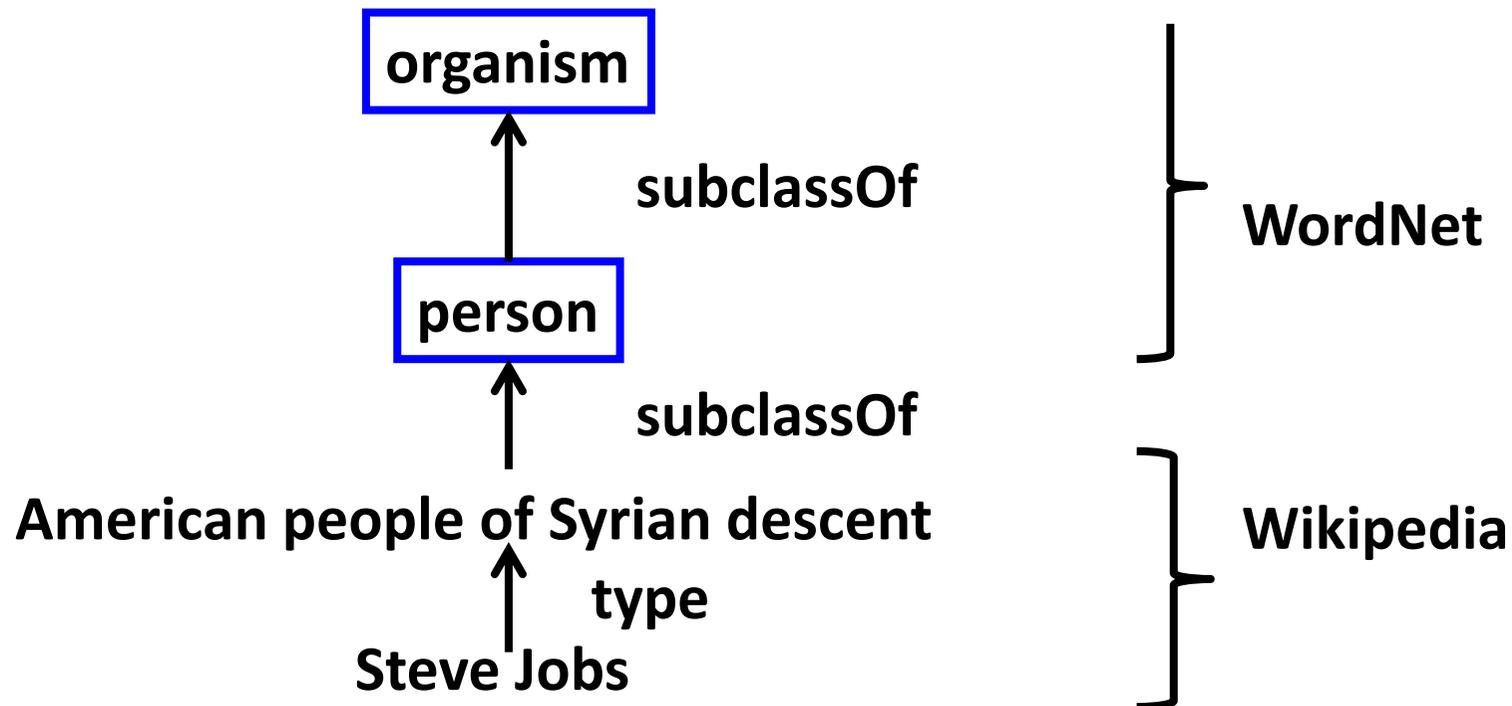 organism
subclassOf
WordNet
person
subclassOf
American people of Syrian descent
Wikipedia
type
Steve Jobs